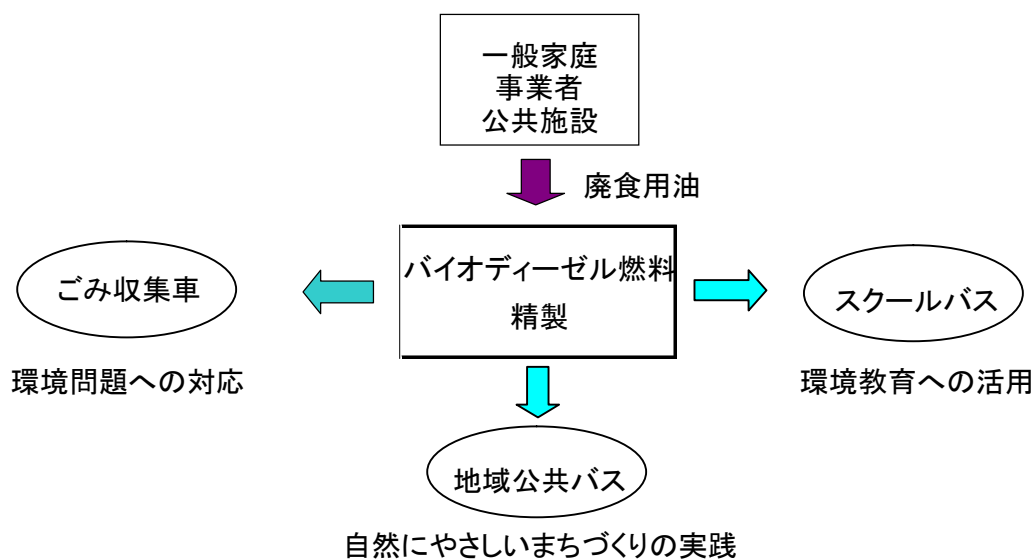 一般家庭
事業者
公共施設
廃食用油
バイオディーゼル燃料
精製
ごみ収集車
環境問題への対応
スクールバス
環境教育への活用
地域公共バス
自然にやさしいまちづくりの実践